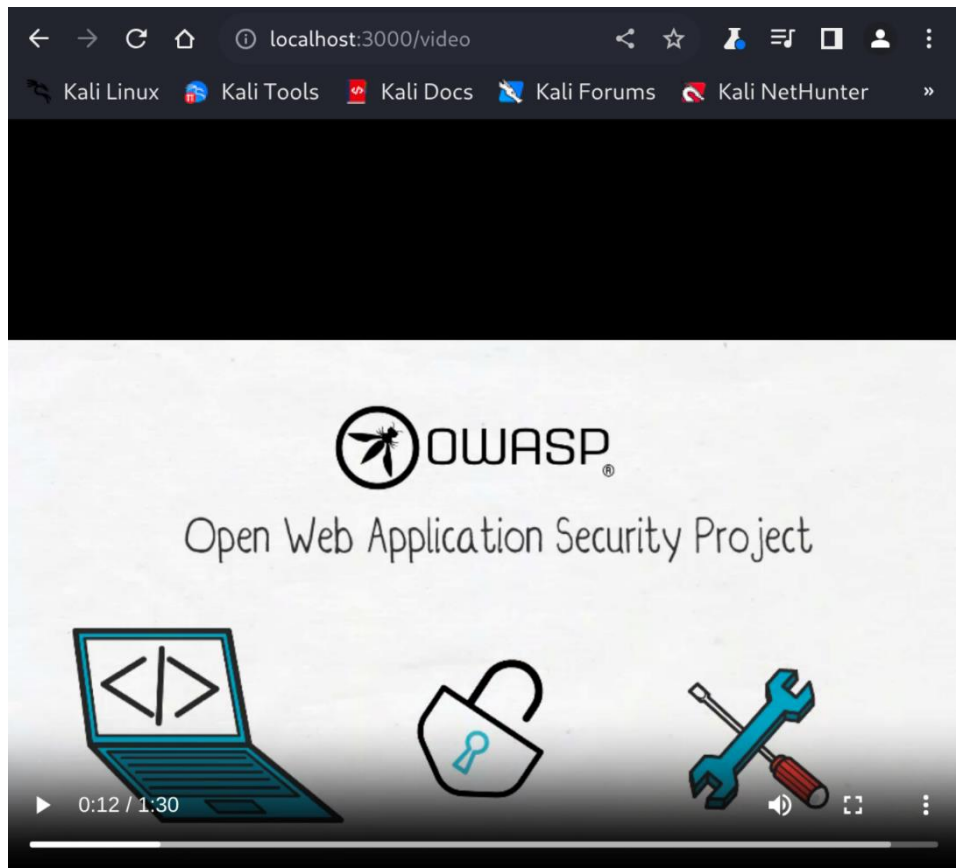 localhost:3000/video
Kali Linux Kali Tools Kali Docs Kali Forums Kali NetHunter »
OWASP®
Open Web Application Security Project
</>
0:12 / 1:30